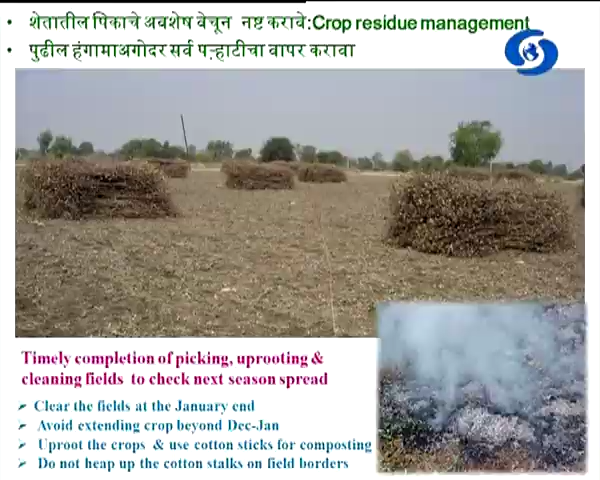 • शेतातील पिकाचे अवशेष वेचून नष्ट करावे:Crop residue management
• पुढील हंगामाअगोदर सर्व पऱ्हाटीचा वापर करावा
Timely completion of picking, uprooting &
cleaning fields to check next season spread
➢ Clear the fields at the January end
➢ Avoid extending crop beyond Dec-Jan
➢ Uproot the crops & use cotton sticks for composting
➢ Do not heap up the cotton stalks on field borders